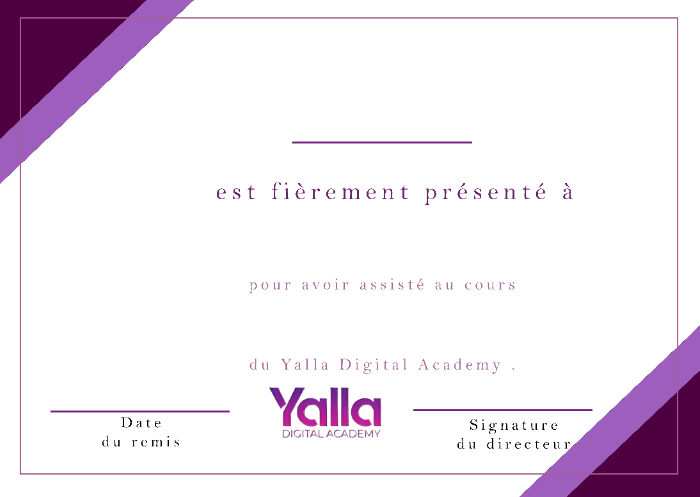 est fièrement présenté à
pour avoir assisté au cours
du Yalla Digital Academy .
Yalla
DIGITAL ACADEMY
Date
du remis
Signature
du directeur